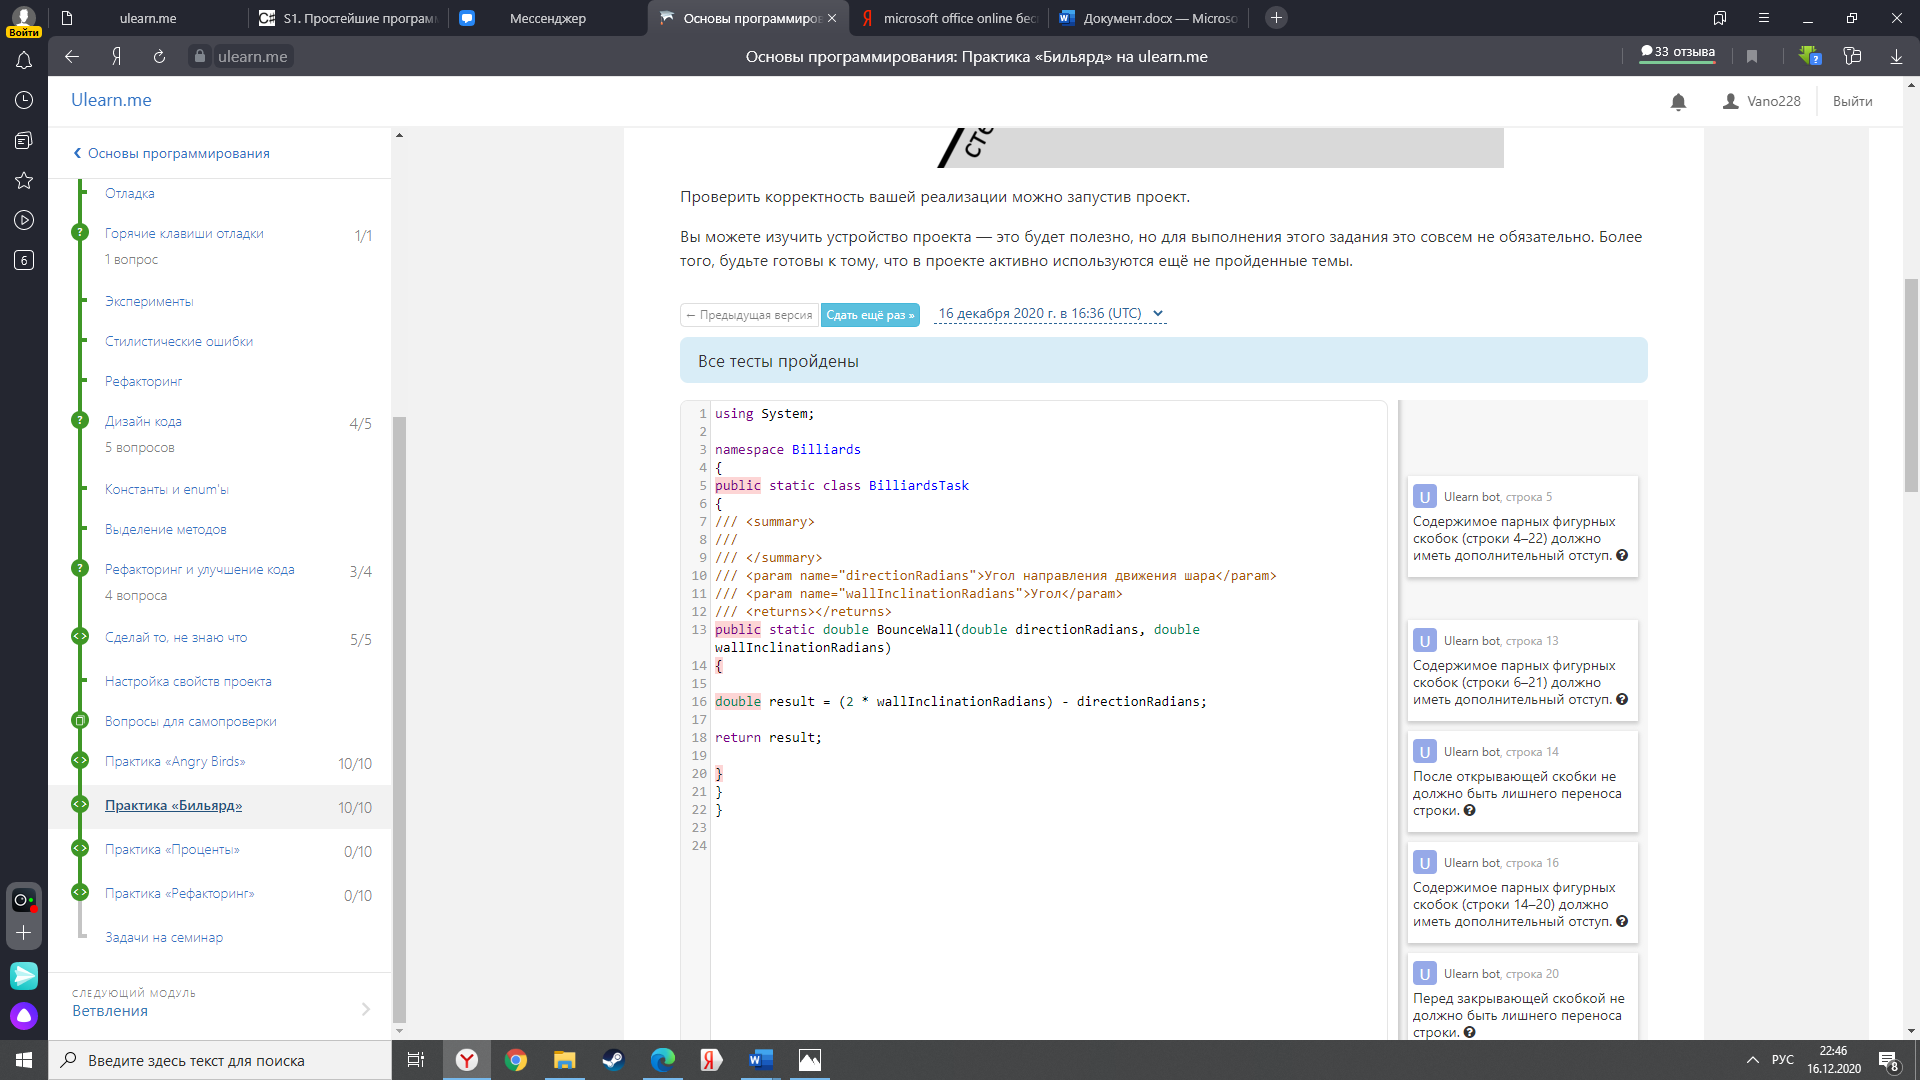 Войти
ulearn.me
S1. Простейшие програм
Мессенджер
Основы программиров
microsoft office online бес
Документ.docx — Microso
ulearn.me
Основы программирования: Практика «Бильярд» на ulearn.me
33 отзыва
Ulearn.me
Vano228
Выйти
6
Основы программирования
Отладка
Горячие клавиши отладки
1/1
1 вопрос
Эксперименты
Стилистические ошибки
Рефакторинг
Дизайн кода
4/5
5 вопросов
Константы и enum'ы
Выделение методов
Рефакторинг и улучшение кода
3/4
4 вопроса
Сделай то, не знаю что
5/5
Настройка свойств проекта
Вопросы для самопроверки
Практика «Angry Birds»
10/10
Практика «Бильярд»
10/10
Практика «Проценты»
0/10
Практика «Рефакторинг»
0/10
Задачи на семинар
СЛЕДУЮЩИЙ МОДУЛЬ
Ветвления
Проверить корректность вашей реализации можно запустив проект.
Вы можете изучить устройство проекта — это будет полезно, но для выполнения этого задания это совсем не обязательно. Более
того, будьте готовы к тому, что в проекте активно используются ещё не пройденные темы.
← Предыдущая версия
Сдать ещё раз »
16 декабря 2020 г. в 16:36 (UTC)
Все тесты пройдены
1 using System;
2
3 namespace Billiards
4 {
5 public static class BilliardsTask
6 {
7 /// <summary>
8 ///
9 /// </summary>
10 /// <param name="directionRadians">Угол направления движения шара</param>
11 /// <param name="wallInclinationRadians">Угол</param>
12 /// <returns></returns>
13 public static double BounceWall(double directionRadians, double
wallInclinationRadians)
14 {
15
16 double result = (2 * wallInclinationRadians) - directionRadians;
17
18 return result;
19
20 }
21 }
22 }
23
24
U Ulearn bot, строка 5
Содержимое парных фигурных
скобок (строки 4–22) должно
иметь дополнительный отступ.
U Ulearn bot, строка 13
Содержимое парных фигурных
скобок (строки 6–21) должно
иметь дополнительный отступ.
U Ulearn bot, строка 14
После открывающей скобки не
должно быть лишнего переноса
строки.
U Ulearn bot, строка 16
Содержимое парных фигурных
скобок (строки 14–20) должно
иметь дополнительный отступ.
U Ulearn bot, строка 20
Перед закрывающей скобкой не
должно быть лишнего переноса
строки.
Введите здесь текст для поиска
РУС
22:46
16.12.2020
8